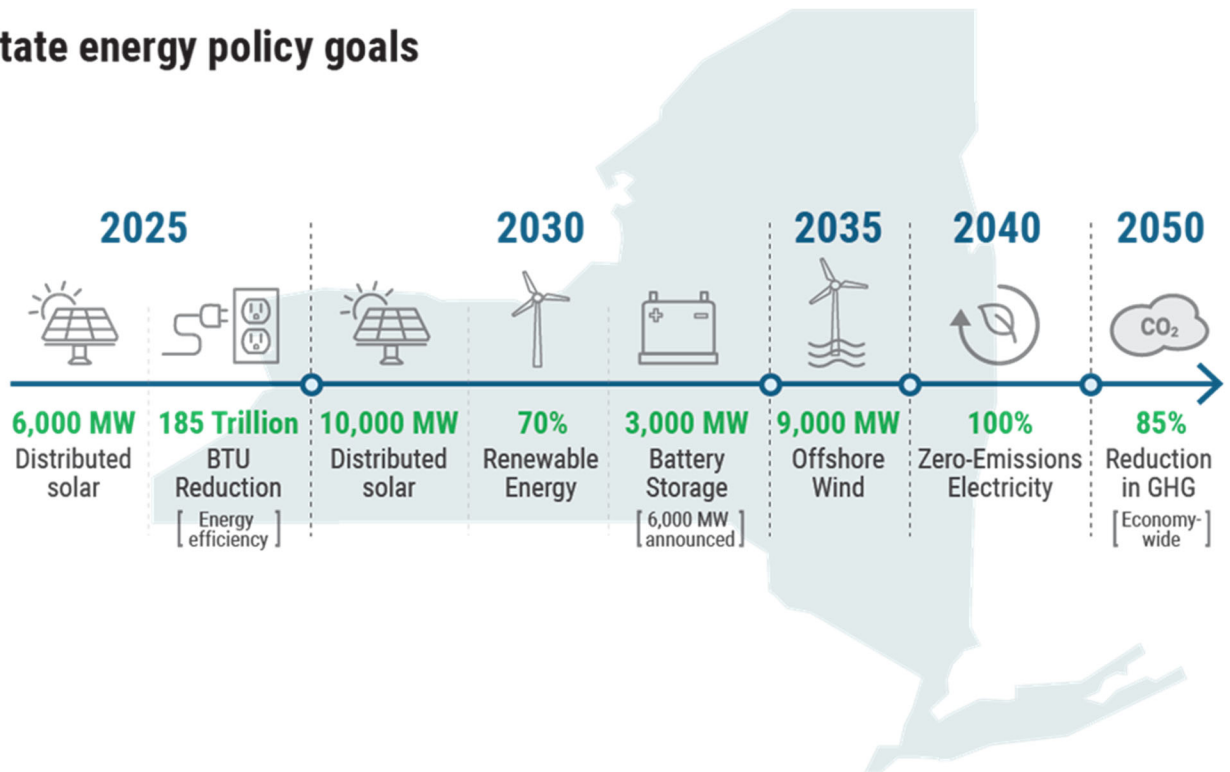 tate energy policy goals
2025
2030
2035
2040
2050
CO₂
6,000 MW
Distributed
solar
185 Trillion
BTU
Reduction
[Energy
efficiency]
10,000 MW
Distributed
solar
70%
Renewable
Energy
3,000 MW
Battery
Storage
[6,000 MW
announced]
9,000 MW
Offshore
Wind
100%
Zero-Emissions
Electricity
85%
Reduction
in GHG
[Economy-
wide]